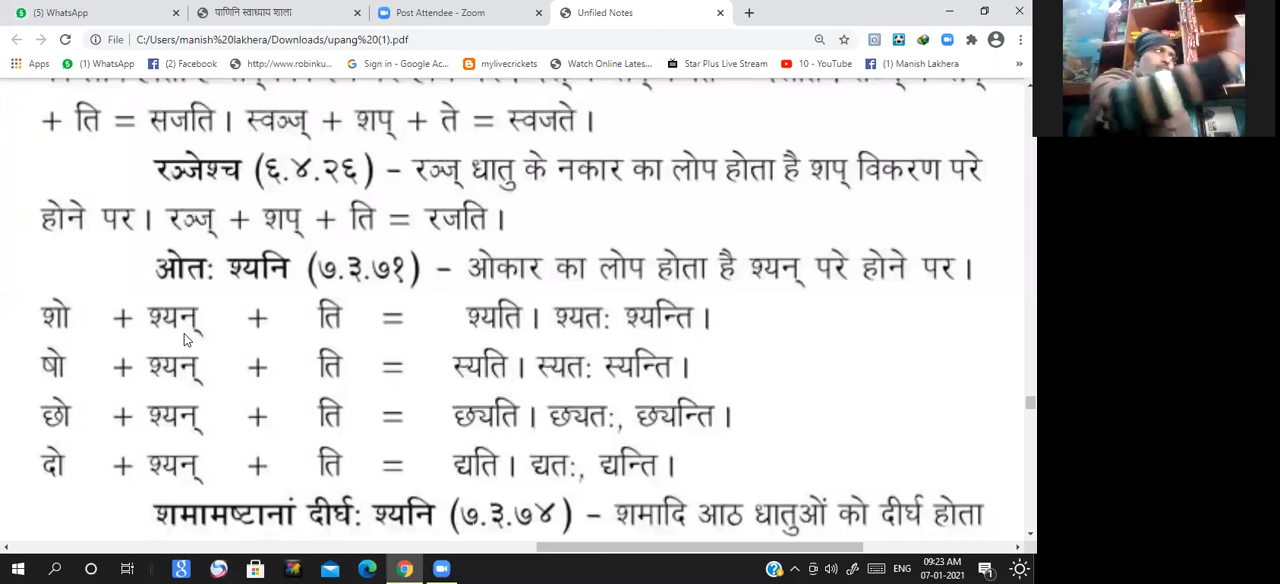 (5) WhatsApp
पाणिनि स्वाध्याय शाला
Post Attendee - Zoom
Unfiled Notes
File
C:/Users/manish%20lakhera/Downloads/upang%20(1).pdf
Apps
(1) WhatsApp
(2) Facebook
http://www.robinku...
Sign in - Google Ac...
mylivecrickets
Watch Online Lates...
Star Plus Live Stream
10 - YouTube
(1) Manish Lakhera
+ ति = सजति। स्वञ्ज् + शप् + ते = स्वजते।
रञ्जेश्च (६.४.२६) - रञ्ज् धातु के नकार का लोप होता है शप् विकरण परे
होने पर। रञ्ज् + शप् + ति = रजति।
ओत: श्यनि (७.३.७१) - ओकार का लोप होता है श्यन् परे होने पर।
शो + श्यन् + ति = श्यति। श्यत: श्यन्ति।
षो + श्यन् + ति = स्यति। स्यत: स्यन्ति।
छो + श्यन् + ति = छ्यति। छ्यत:, छ्यन्ति।
दो + श्यन् + ति = द्यति। द्यत:, द्यन्ति।
शमामष्टानां दीर्घ: श्यनि (७.३.७४) - शमादि आठ धातुओं को दीर्घ होता
ENG
09:23 AM
07-01-2021